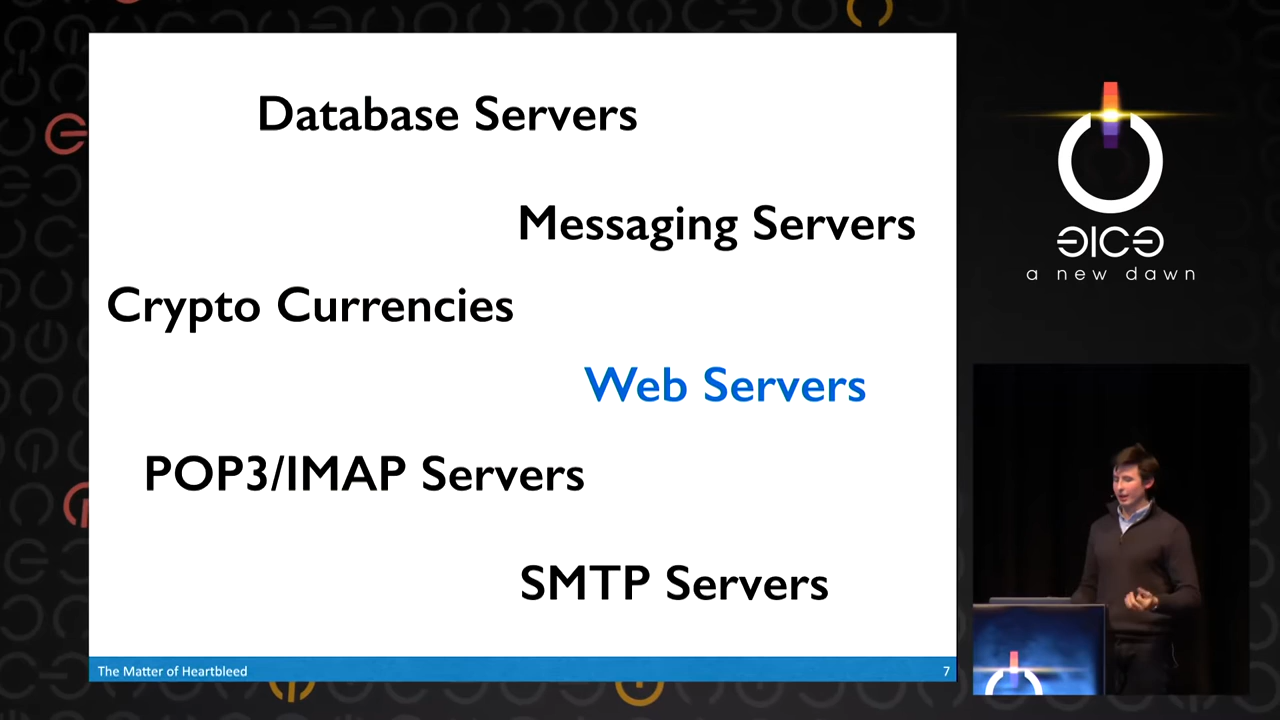 Database Servers
Messaging Servers
Crypto Currencies
Web Servers
POP3/IMAP Servers
SMTP Servers
The Matter of Heartbleed
7
a new dawn